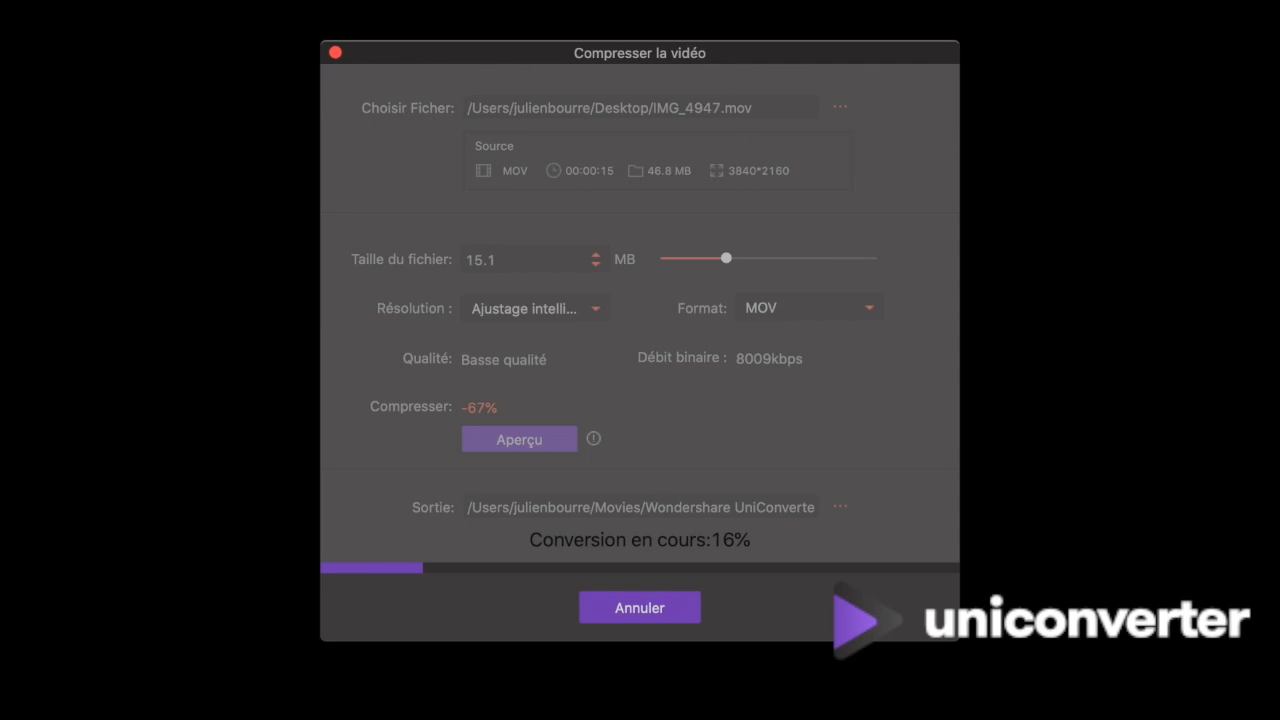 Compresser la vidéo
Choisir Ficher: /Users/julienbourre/Desktop/IMG_4947.mov ...
Source
MOV 00:00:15 46.8 MB 3840*2160
Taille du fichier: 15.1 MB
Résolution : Ajustage intelli... Format: MOV
Qualité: Basse qualité Débit binaire : 8009kbps
Compresser: -67%
Aperçu
Sortie: /Users/julienbourre/Movies/Wondershare UniConverte ...
Conversion en cours:16%
Annuler
uniconverter